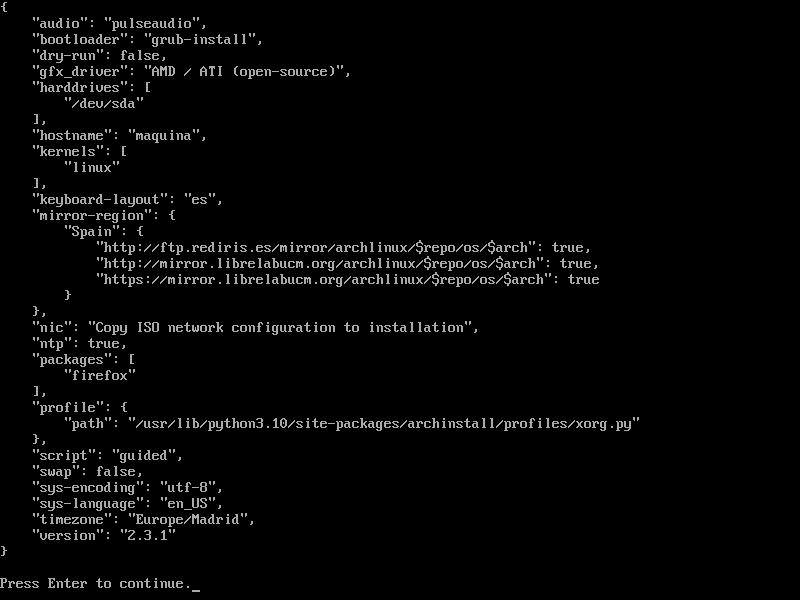 {
    "audio": "pulseaudio",
    "bootloader": "grub-install",
    "dry-run": false,
    "gfx_driver": "AMD / ATI (open-source)",
    "harddrives": [
        "/dev/sda"
    ],
    "hostname": "maquina",
    "kernels": [
        "linux"
    ],
    "keyboard-layout": "es",
    "mirror-region": {
        "Spain": {
            "http://ftp.rediris.es/mirror/archlinux/$repo/os/$arch": true,
            "http://mirror.librelabucm.org/archlinux/$repo/os/$arch": true,
            "https://mirror.librelabucm.org/archlinux/$repo/os/$arch": true
        }
    },
    "nic": "Copy ISO network configuration to installation",
    "ntp": true,
    "packages": [
        "firefox"
    ],
    "profile": {
        "path": "/usr/lib/python3.10/site-packages/archinstall/profiles/xorg.py"
    },
    "script": "guided",
    "swap": false,
    "sys-encoding": "utf-8",
    "sys-language": "en_US",
    "timezone": "Europe/Madrid",
    "version": "2.3.1"
}
Press Enter to continue._